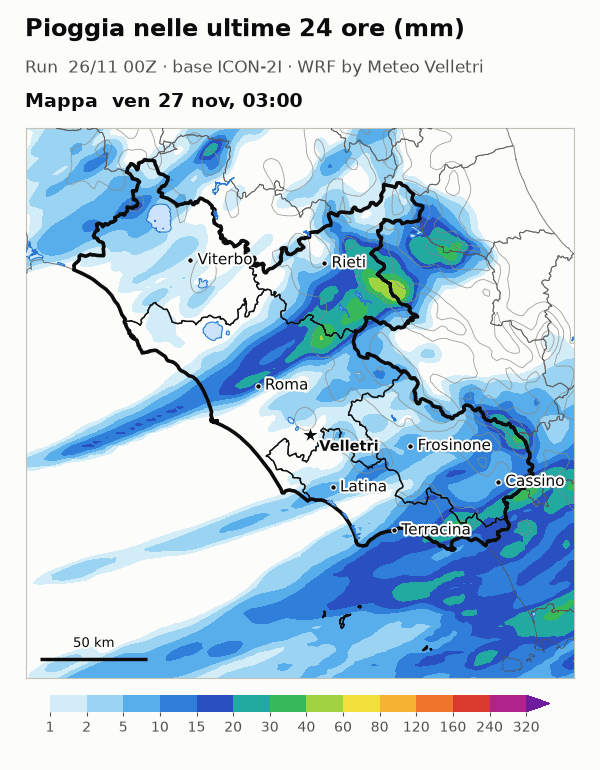 Pioggia nelle ultime 24 ore (mm)
Run  26/11 00Z · base ICON-2I · WRF by Meteo Velletri
Mappa  ven 27 nov, 03:00
Viterbo
Rieti
Roma
Velletri
Frosinone
Latina
Cassino
Terracina
50 km
1 2 5 10 15 20 30 40 60 80 120 160 240 320